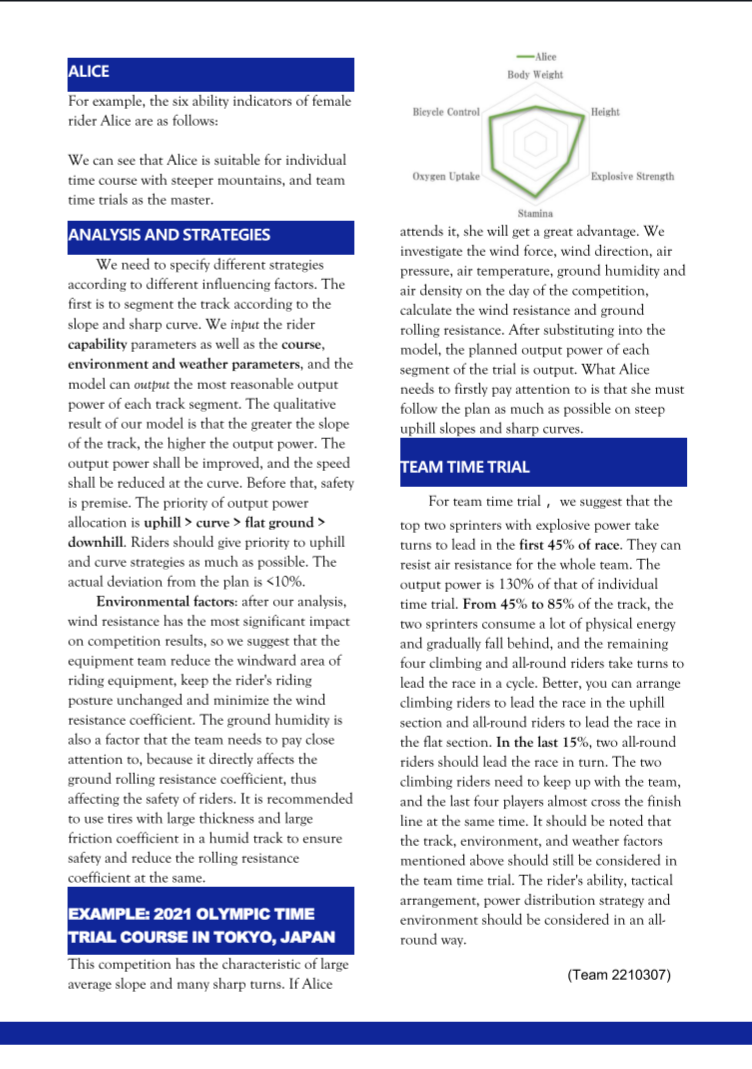 ALICE
For example, the six ability indicators of female
rider Alice are as follows:
We can see that Alice is suitable for individual
time course with steeper mountains, and team
time trials as the master.
ANALYSIS AND STRATEGIES
We need to specify different strategies
according to different influencing factors. The
first is to segment the track according to the
slope and sharp curve. We input the rider
capability parameters as well as the course,
environment and weather parameters, and the
model can output the most reasonable output
power of each track segment. The qualitative
result of our model is that the greater the slope
of the track, the higher the output power. The
output power shall be improved, and the speed
shall be reduced at the curve. Before that, safety
is premise. The priority of output power
allocation is uphill > curve > flat ground >
downhill. Riders should give priority to uphill
and curve strategies as much as possible. The
actual deviation from the plan is <10%.
Environmental factors: after our analysis,
wind resistance has the most significant impact
on competition results, so we suggest that the
equipment team reduce the windward area of
riding equipment, keep the rider's riding
posture unchanged and minimize the wind
resistance coefficient. The ground humidity is
also a factor that the team needs to pay close
attention to, because it directly affects the
ground rolling resistance coefficient, thus
affecting the safety of riders. It is recommended
to use tires with large thickness and large
friction coefficient in a humid track to ensure
safety and reduce the rolling resistance
coefficient at the same.
EXAMPLE: 2021 OLYMPIC TIME
TRIAL COURSE IN TOKYO, JAPAN
This competition has the characteristic of large
average slope and many sharp turns. If Alice
Alice
Body Weight
Bicycle Control
Height
Oxygen Uptake
Explosive Strength
Stamina
attends it, she will get a great advantage. We
investigate the wind force, wind direction, air
pressure, air temperature, ground humidity and
air density on the day of the competition,
calculate the wind resistance and ground
rolling resistance. After substituting into the
model, the planned output power of each
segment of the trial is output. What Alice
needs to firstly pay attention to is that she must
follow the plan as much as possible on steep
uphill slopes and sharp curves.
TEAM TIME TRIAL
For team time trial， we suggest that the
top two sprinters with explosive power take
turns to lead in the first 45% of race. They can
resist air resistance for the whole team. The
output power is 130% of that of individual
time trial. From 45% to 85% of the track, the
two sprinters consume a lot of physical energy
and gradually fall behind, and the remaining
four climbing and all-round riders take turns to
lead the race in a cycle. Better, you can arrange
climbing riders to lead the race in the uphill
section and all-round riders to lead the race in
the flat section. In the last 15%, two all-round
riders should lead the race in turn. The two
climbing riders need to keep up with the team,
and the last four players almost cross the finish
line at the same time. It should be noted that
the track, environment, and weather factors
mentioned above should still be considered in
the team time trial. The rider's ability, tactical
arrangement, power distribution strategy and
environment should be considered in an all-
round way.
(Team 2210307)